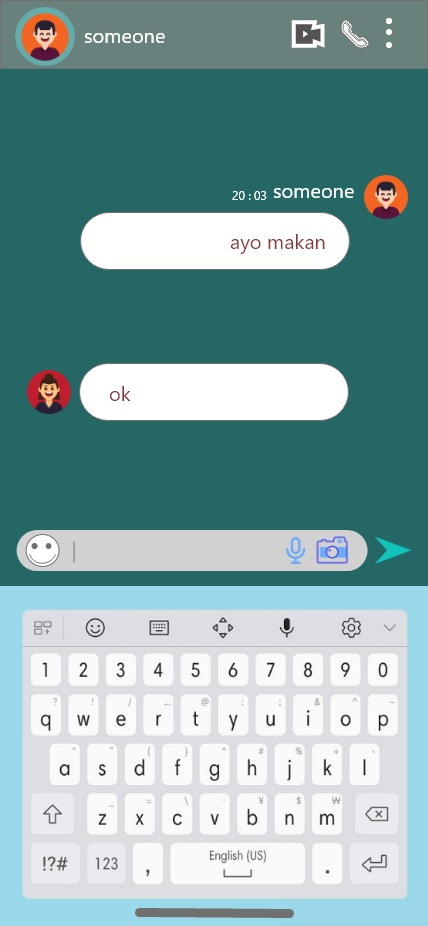 someone
20 : 03 someone
ayo makan
ok
1 2 3 4 5 6 7 8 9 0
q w e r t y u i o p
a s d f g h j k l
z x c v b n m
!?# 123 , English (US) .